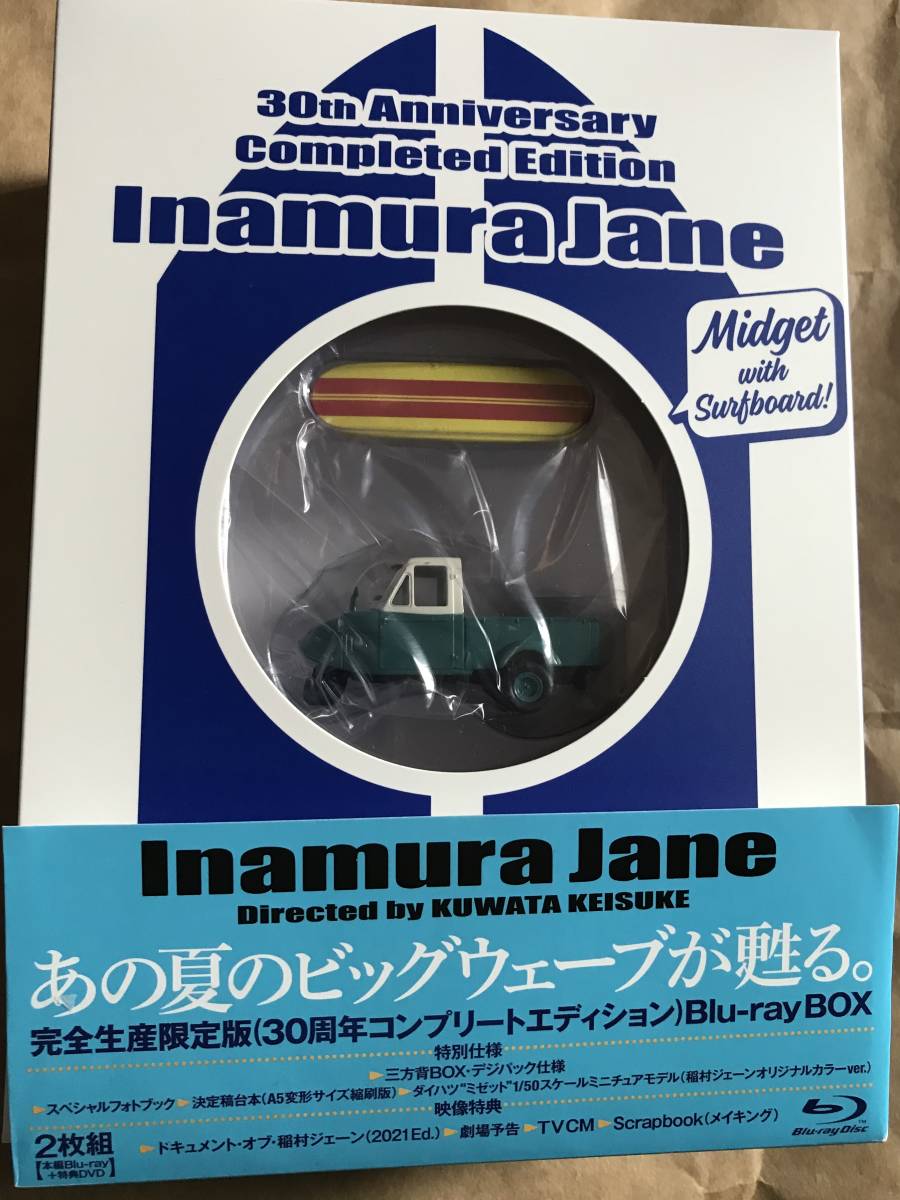 30th Anniversary
Completed Edition
Inamura Jane
Midget
with
Surfboard!
Inamura Jane
Directed by KUWATA KEISUKE
あの夏のビッグウェーブが甦る。
完全生産限定版(30周年コンプリートエディション)Blu-ray BOX
特別仕様
▶三方背BOX・デジパック仕様
▶スペシャルフォトブック ▶決定稿台本(A5変形サイズ縮刷版) ▶ダイハツ"ミゼット"1/50スケールミニチュアモデル(稲村ジェーンオリジナルカラーver.)
映像特典
▶ドキュメント・オブ・稲村ジェーン(2021Ed.) ▶劇場予告 ▶TVCM ▶Scrapbook(メイキング)
2枚組
【本編Blu-ray
+特典DVD】
Blu-ray Disc™